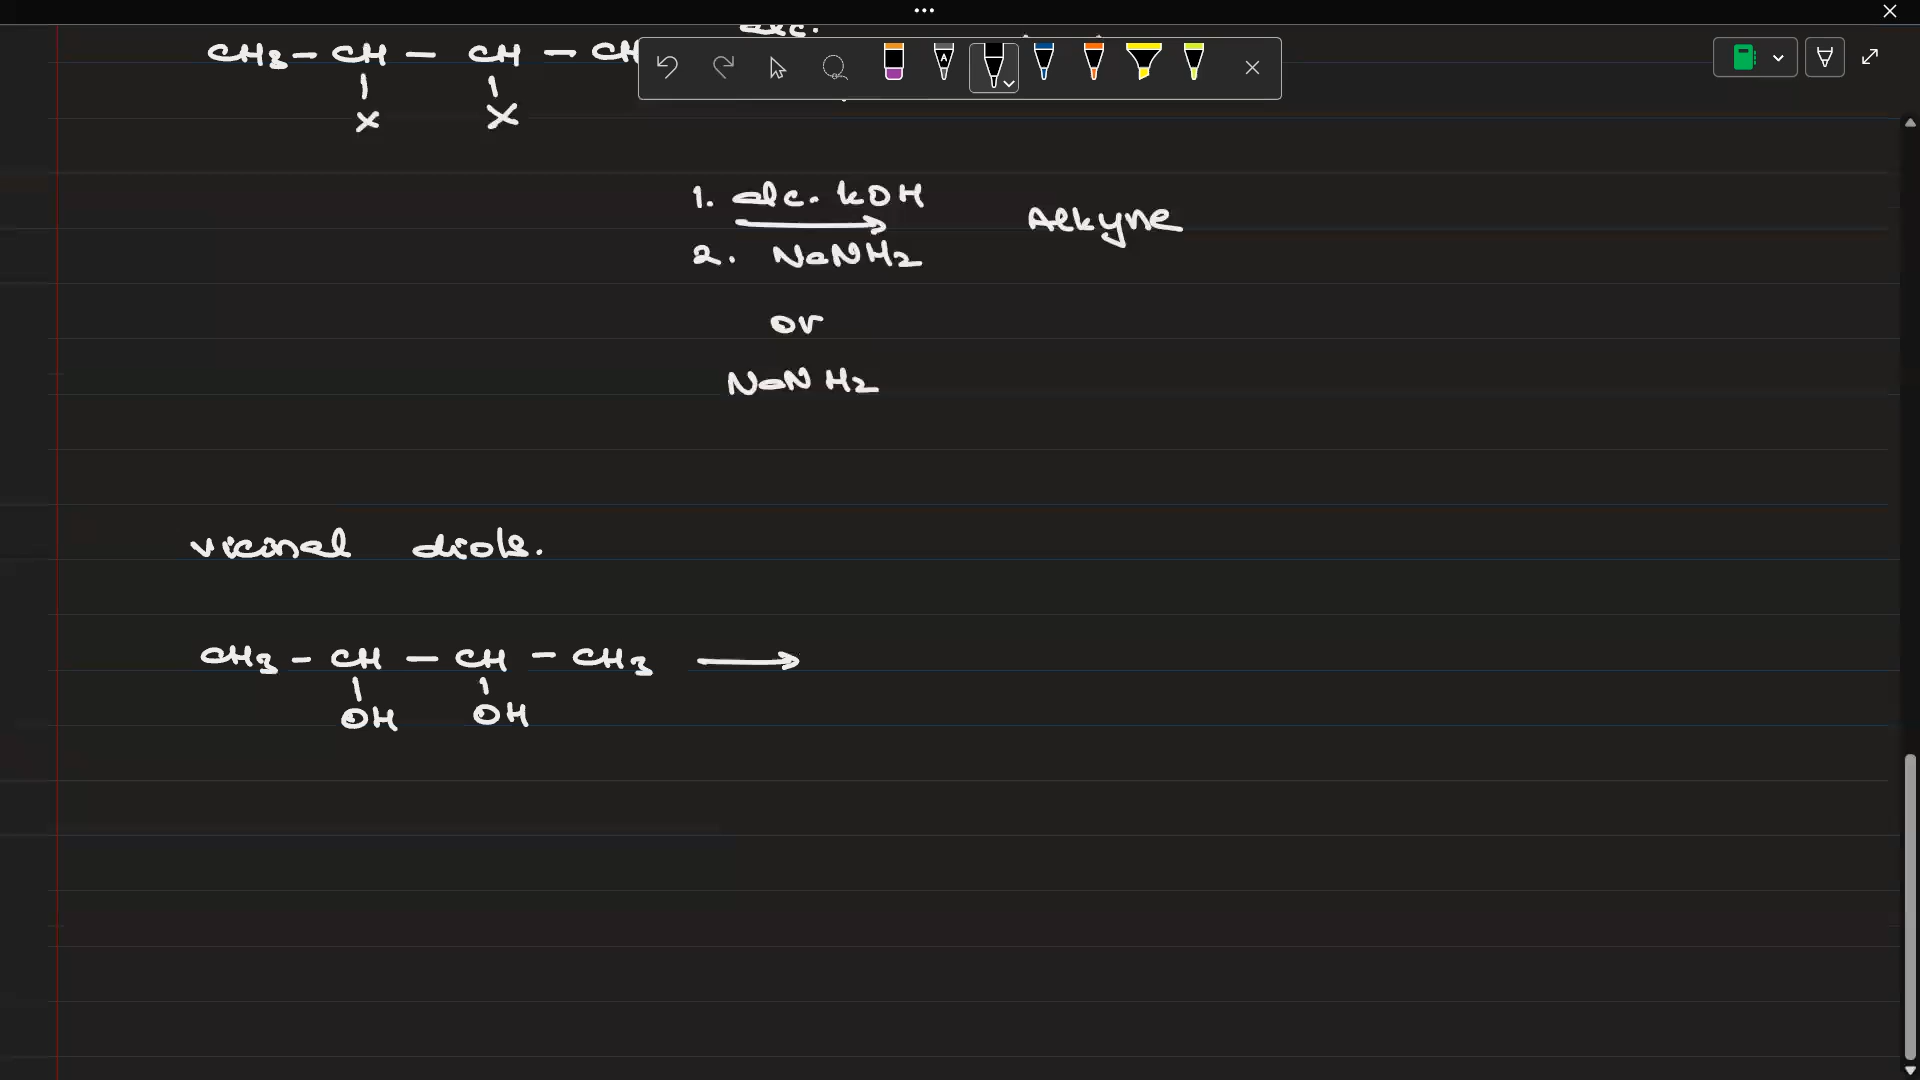 alc.
CH3 - CH - CH - CH
X X
1. alc. KOH
Alkyne
2. NaNH2
or
NaNH2
vicinal diols.
CH3 - CH - CH - CH3 ⟶
OH OH